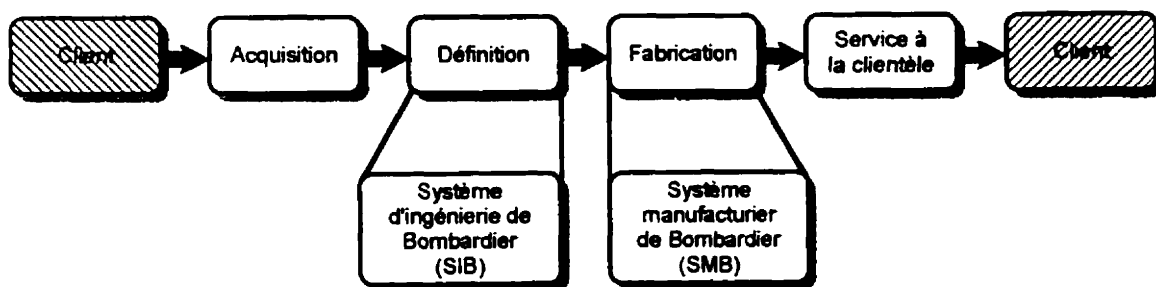 Client
Acquisition
Définition
Fabrication
Service à
la clientèle
Client
Système
d'ingénierie de
Bombardier
(SIB)
Système
manufacturier
de Bombardier
(SMB)